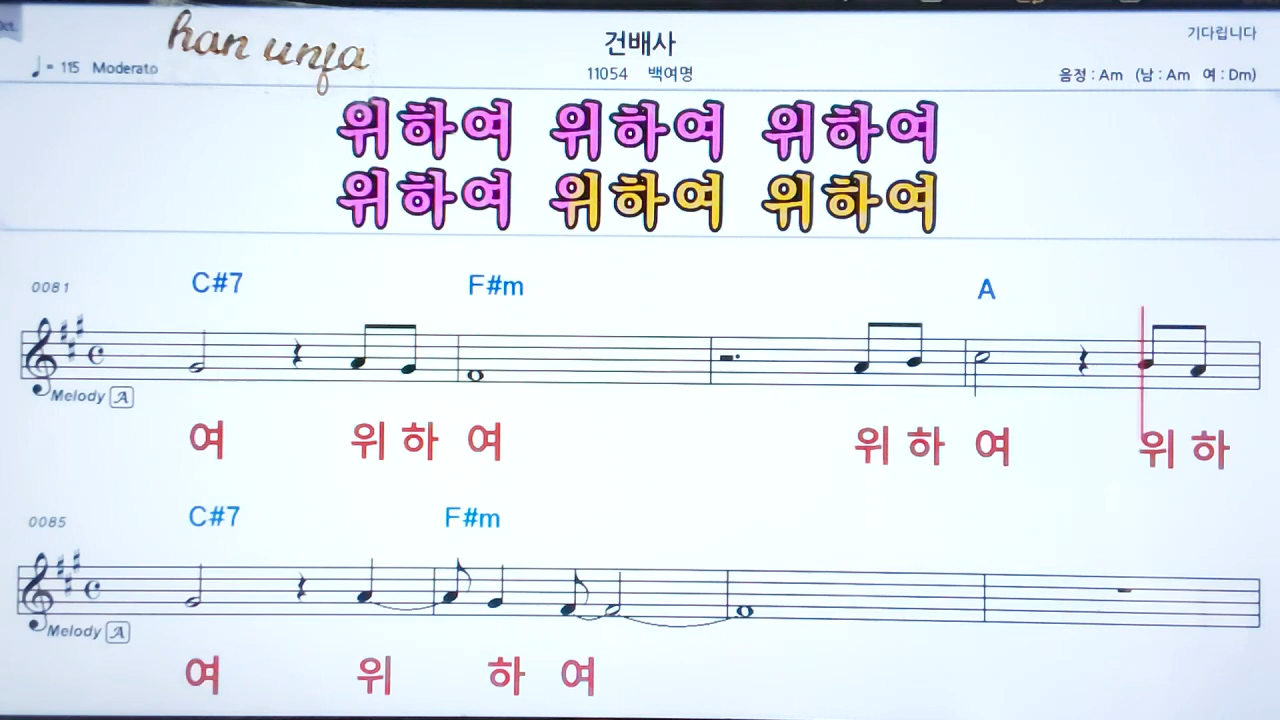 han unja
건배사
기다립니다
♩= 115 Moderato
11054 백여명
음정 : Am (남 : Am 여 : Dm)
위하여 위하여 위하여
위하여 위하여 위하여
0081
C#7 F#m A
Melody A
여 위 하 여 위 하 여 위 하
0085
C#7 F#m
Melody A
여 위 하 여